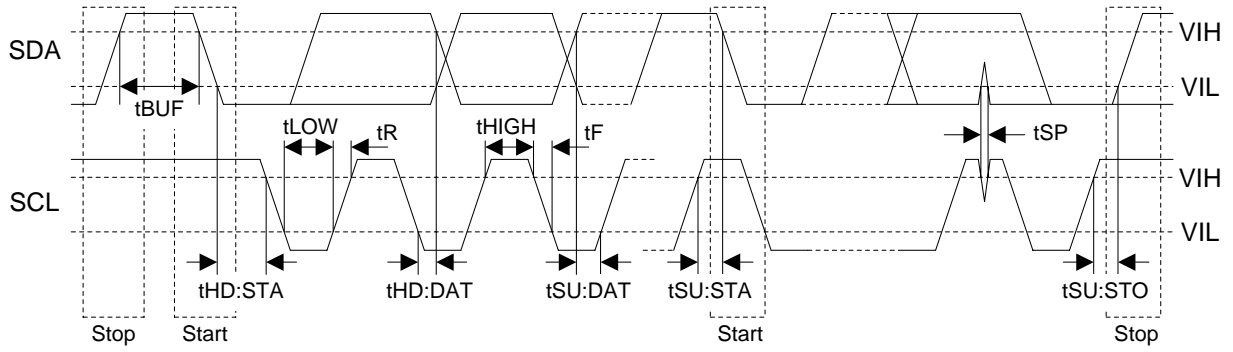 SDA
VIH
VIL
tBUF
tLOW
tR
tHIGH
tF
tSP
SCL
VIH
VIL
tHD:STA
tHD:DAT
tSU:DAT
tSU:STA
tSU:STO
Stop
Start
Start
Stop